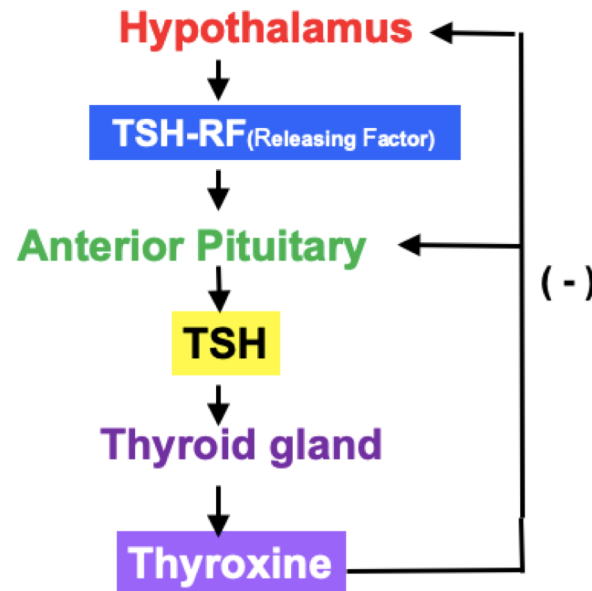 Hypothalamus
TSH-RF(Releasing Factor)
Anterior Pituitary
(-)
TSH
Thyroid gland
Thyroxine